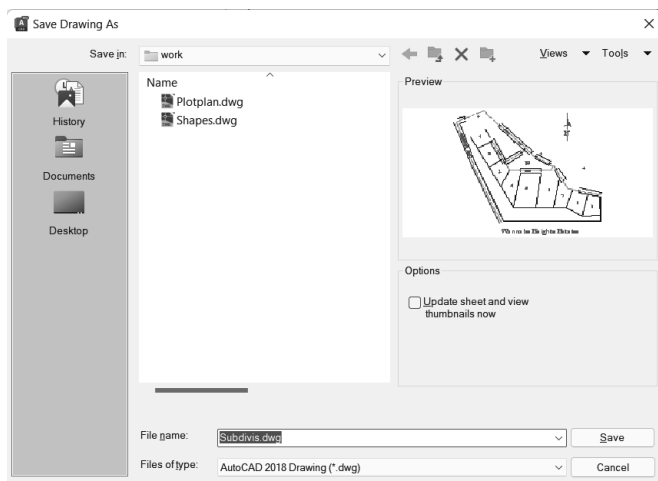 Save Drawing As
Save in:
work
Views
Tools
History
Documents
Desktop
Name
Plotplan.dwg
Shapes.dwg
Preview
Options
Update sheet and view
thumbnails now
File name:
Subdivis.dwg
Save
Files of type:
AutoCAD 2018 Drawing (*.dwg)
Cancel